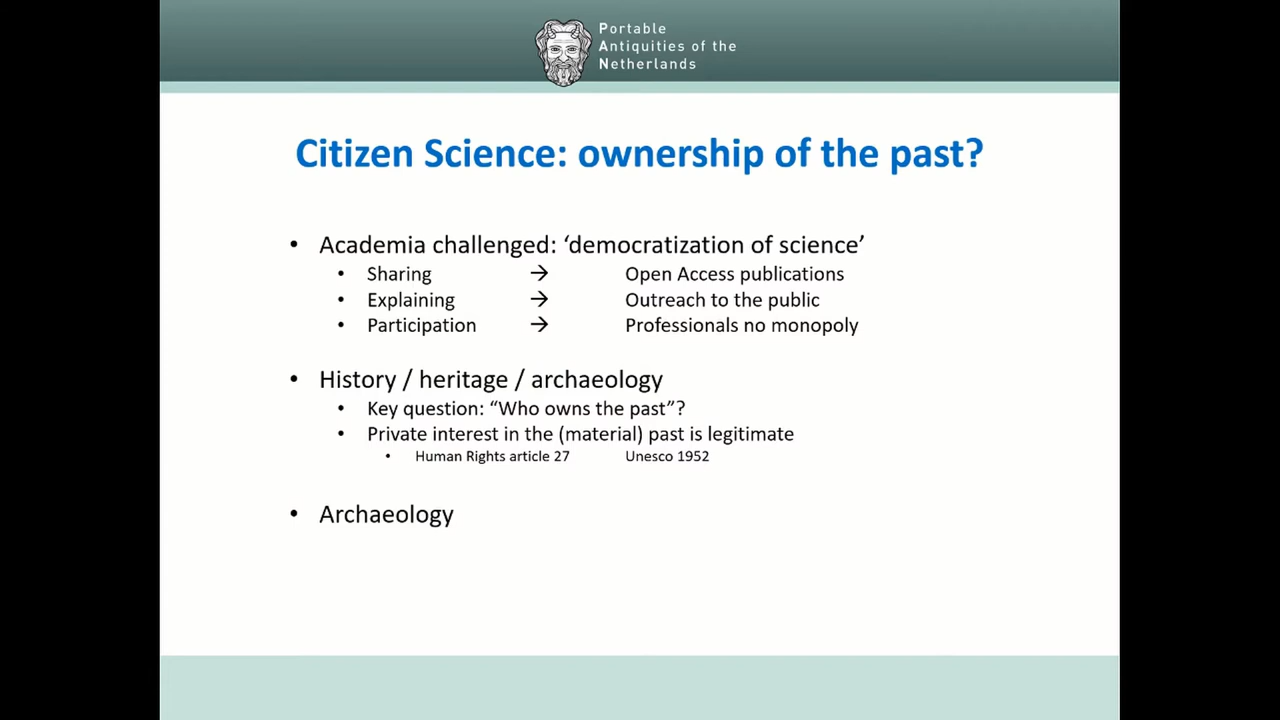 Portable
Antiquities of the
Netherlands
Citizen Science: ownership of the past?
• Academia challenged: ‘democratization of science’
• Sharing → Open Access publications
• Explaining → Outreach to the public
• Participation → Professionals no monopoly
• History / heritage / archaeology
• Key question: “Who owns the past”?
• Private interest in the (material) past is legitimate
• Human Rights article 27 Unesco 1952
• Archaeology